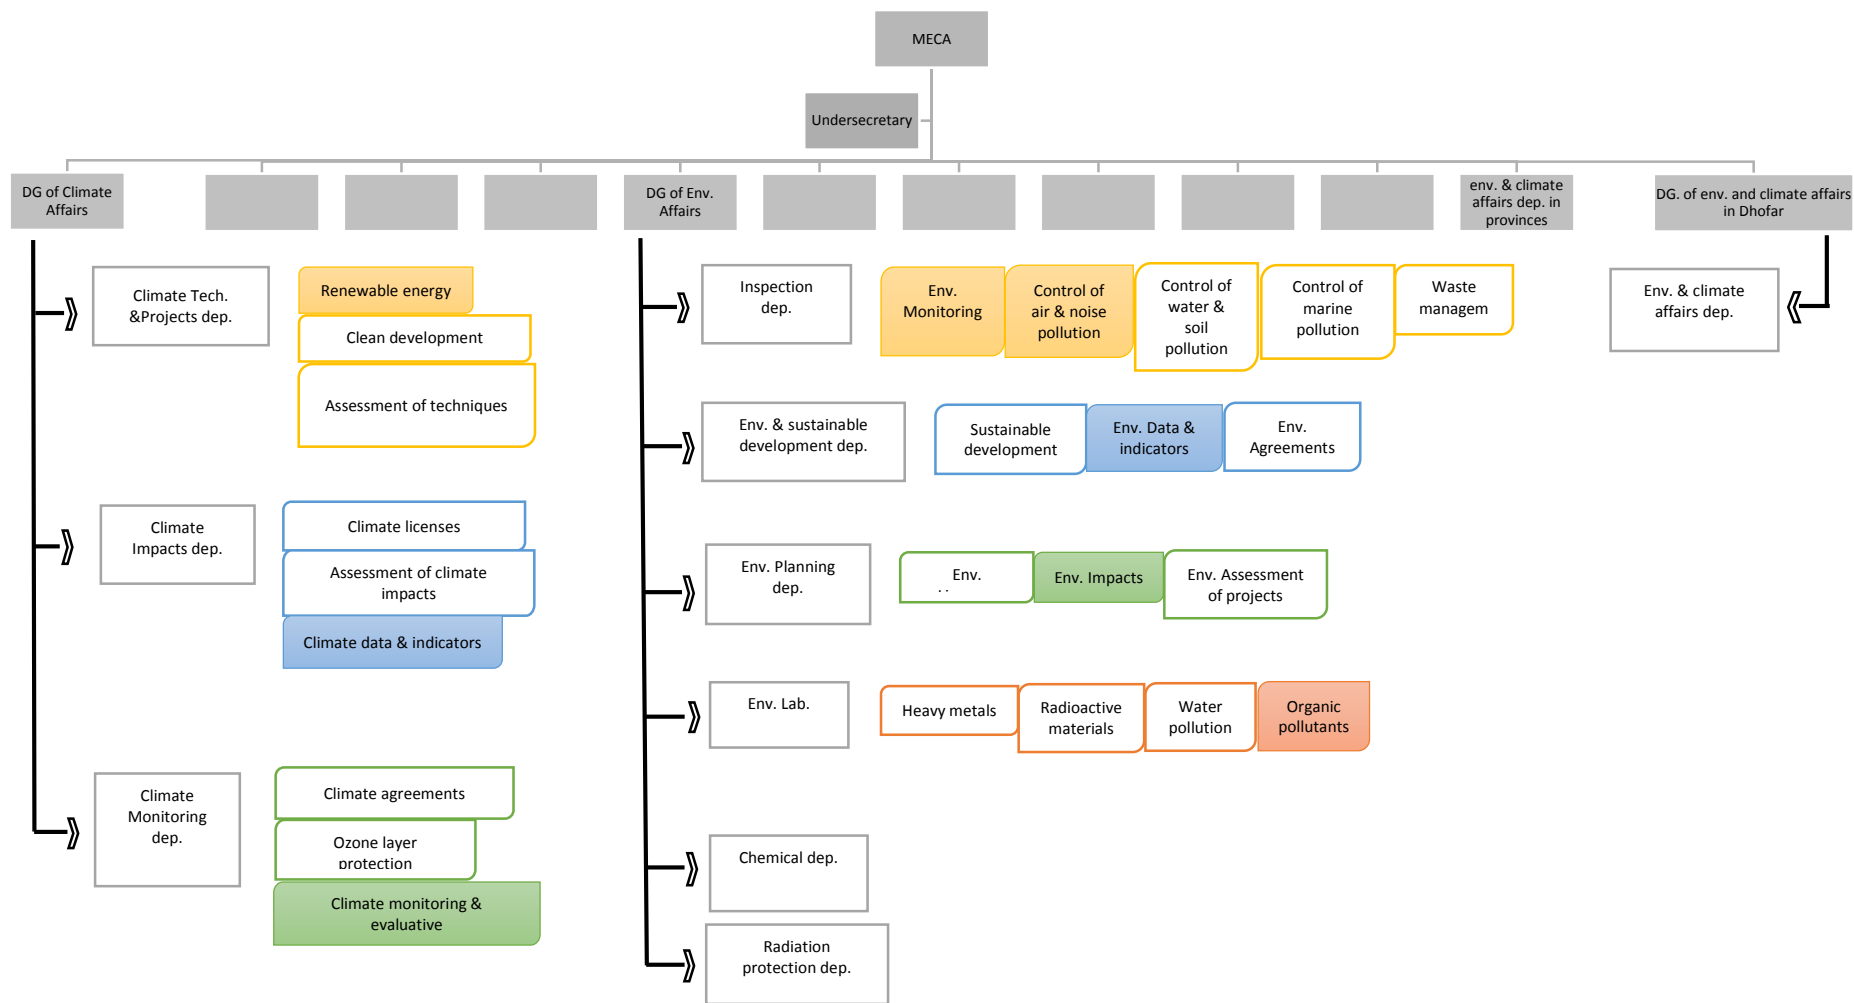 MECA
Undersecretary
DG of Climate
Affairs
DG of Env.
Affairs
env. & climate
affairs dep. in
provinces
DG. of env. and climate affairs
in Dhofar
Climate Tech.
&Projects dep.
Renewable energy
Clean development
Assessment of techniques
Climate
Impacts dep.
Climate licenses
Assessment of climate
impacts
Climate data & indicators
Climate
Monitoring
dep.
Climate agreements
Ozone layer
protection
Climate monitoring &
evaluative
Inspection
dep.
Env.
Monitoring
Control of
air & noise
pollution
Control of
water &
soil
pollution
Control of
marine
pollution
Waste
managem
Env. & sustainable
development dep.
Sustainable
development
Env. Data &
indicators
Env.
Agreements
Env. Planning
dep.
Env.
Env. Impacts
Env. Assessment
of projects
Env. Lab.
Heavy metals
Radioactive
materials
Water
pollution
Organic
pollutants
Chemical dep.
Radiation
protection dep.
Env. & climate
affairs dep.